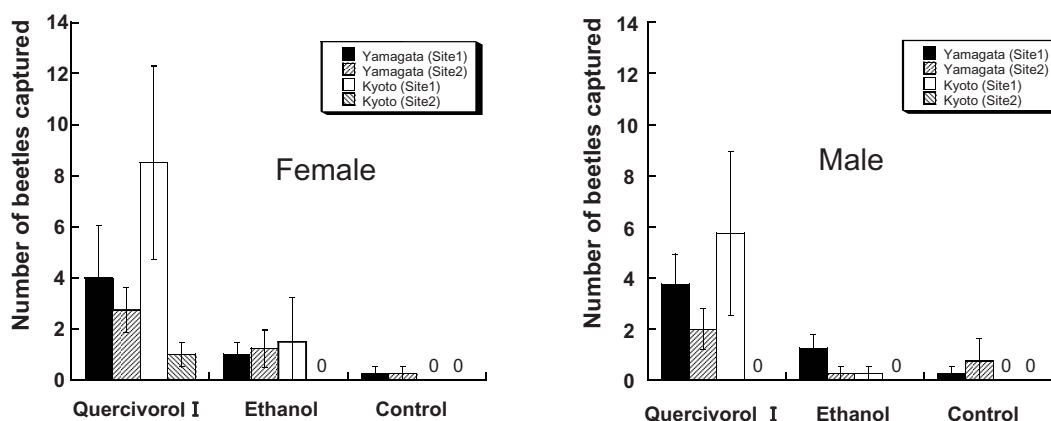 Number of beetles captured
14
12
10
8
6
4
2
0
Yamagata (Site1)
Yamagata (Site2)
Kyoto (Site1)
Kyoto (Site2)
Female
0
0 0
Quercivorol I
Ethanol
Control
Number of beetles captured
14
12
10
8
6
4
2
0
Yamagata (Site1)
Yamagata (Site2)
Kyoto (Site1)
Kyoto (Site2)
Male
0
0
0 0
Quercivorol I
Ethanol
Control